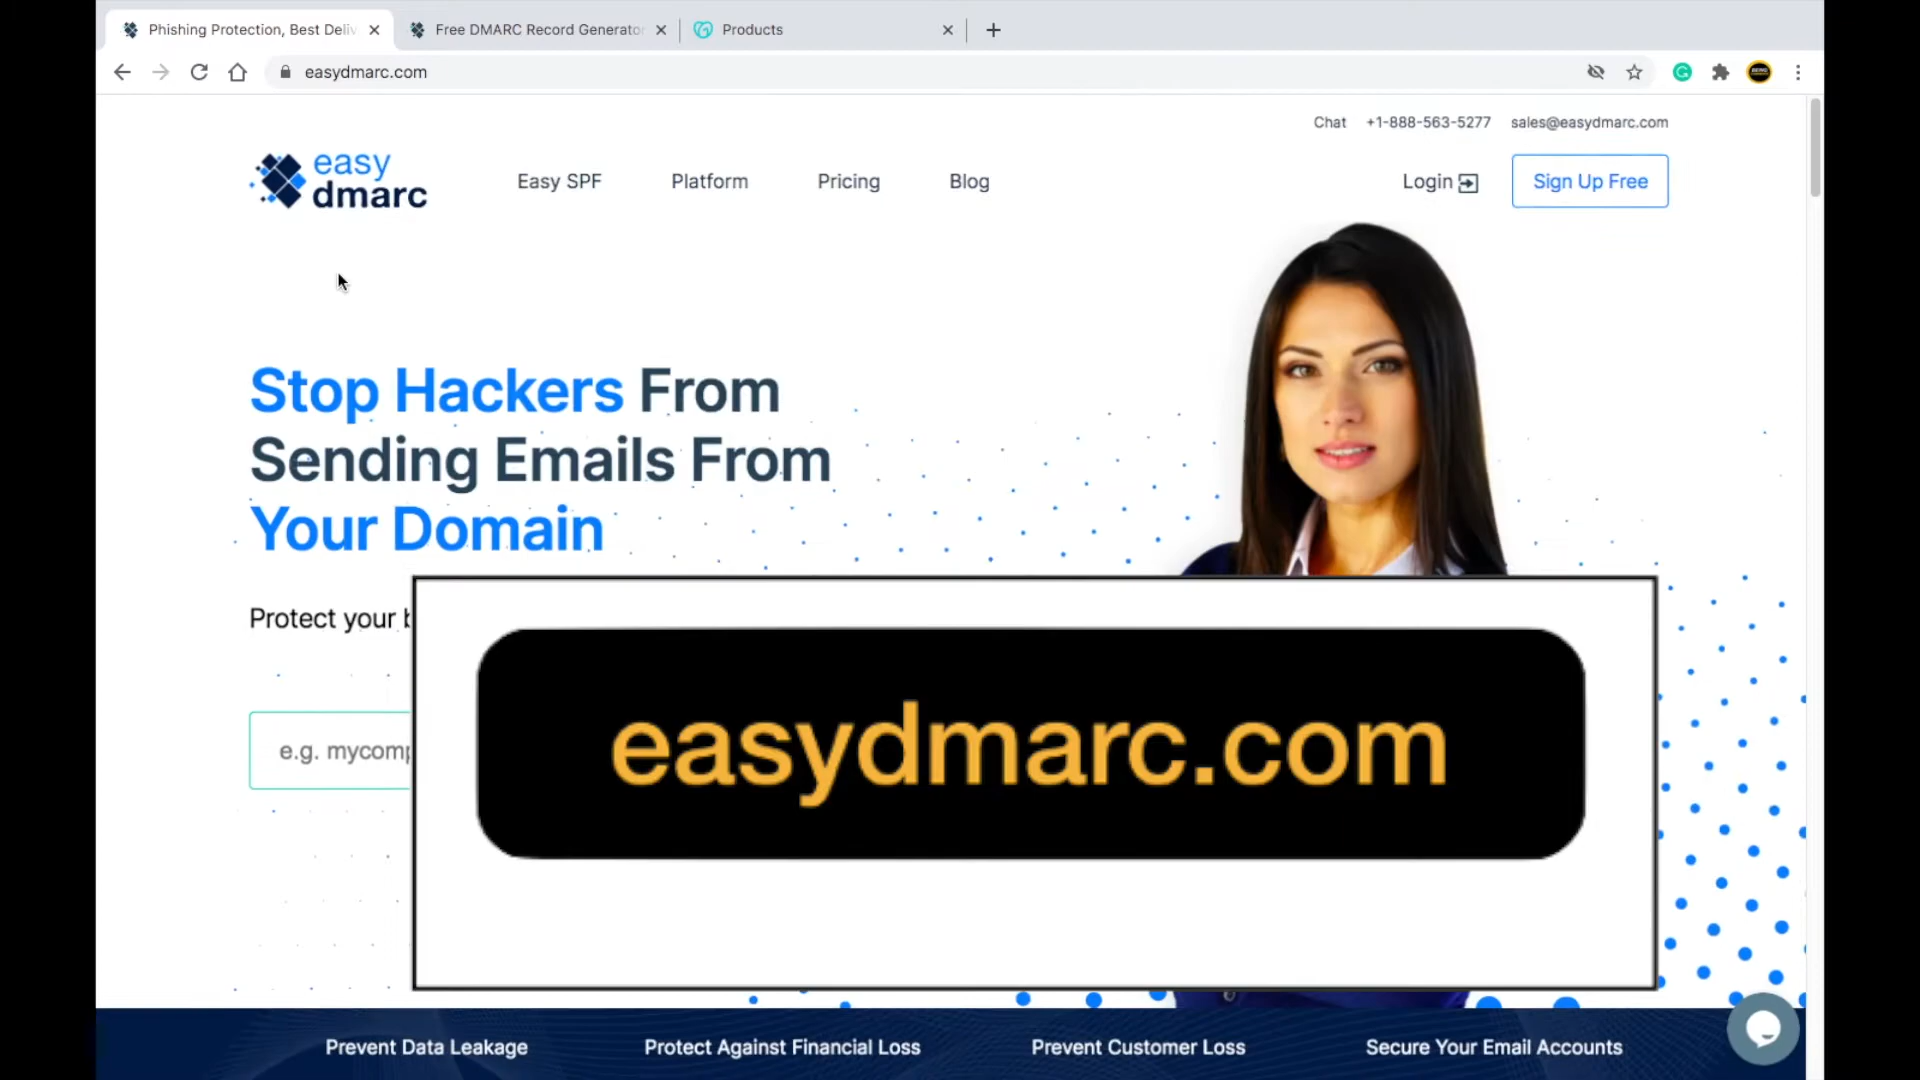 Phishing Protection, Best Deliv
Free DMARC Record Generato
Products
easydmarc.com
Chat +1-888-563-5277 sales@easydmarc.com
easy
dmarc
Easy SPF Platform Pricing Blog Login Sign Up Free
Stop Hackers From
Sending Emails From
Your Domain
Protect your
e.g. mycomp
easydmarc.com
Prevent Data Leakage Protect Against Financial Loss Prevent Customer Loss Secure Your Email Accounts